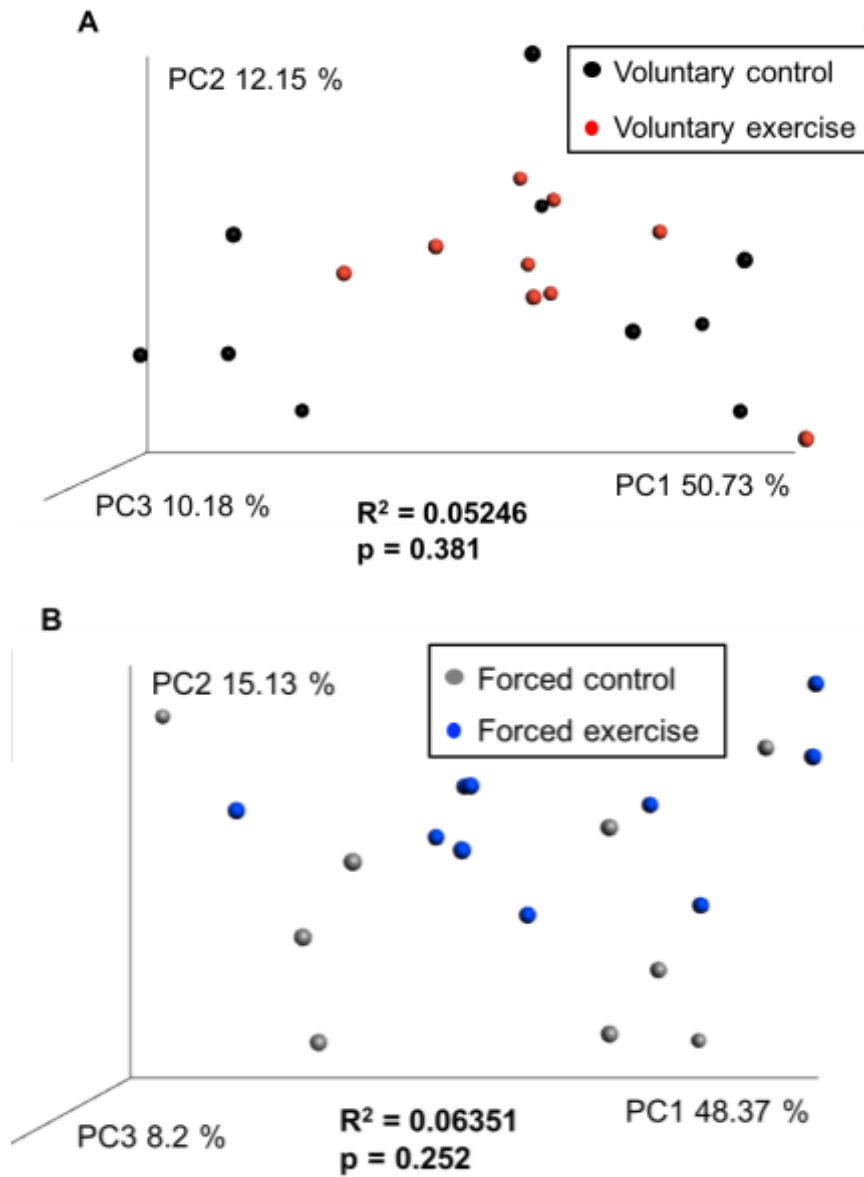 A
PC2 12.15 %
Voluntary control
Voluntary exercise
PC1 50.73 %
PC3 10.18 %
R² = 0.05246
p = 0.381
B
PC2 15.13 %
Forced control
Forced exercise
PC1 48.37 %
PC3 8.2 %
R² = 0.06351
p = 0.252